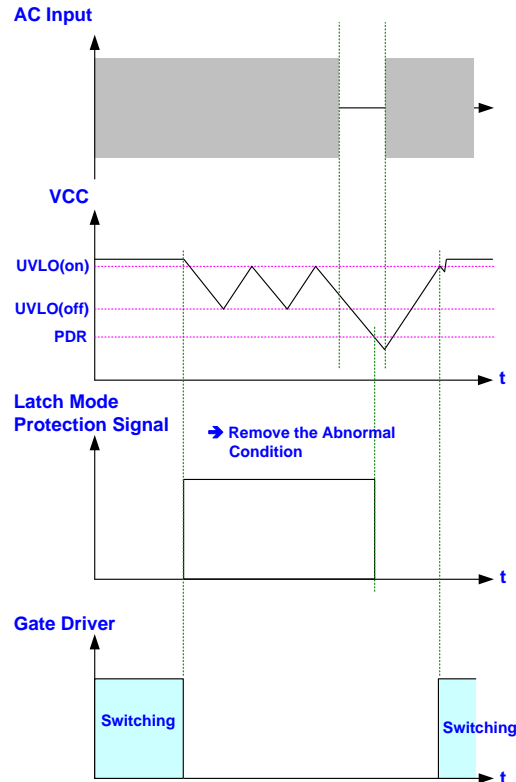 AC Input
VCC
UVLO(on)
UVLO(off)
PDR
t
Latch Mode
Protection Signal
➔ Remove the Abnormal
Condition
t
Gate Driver
Switching
Switching
t